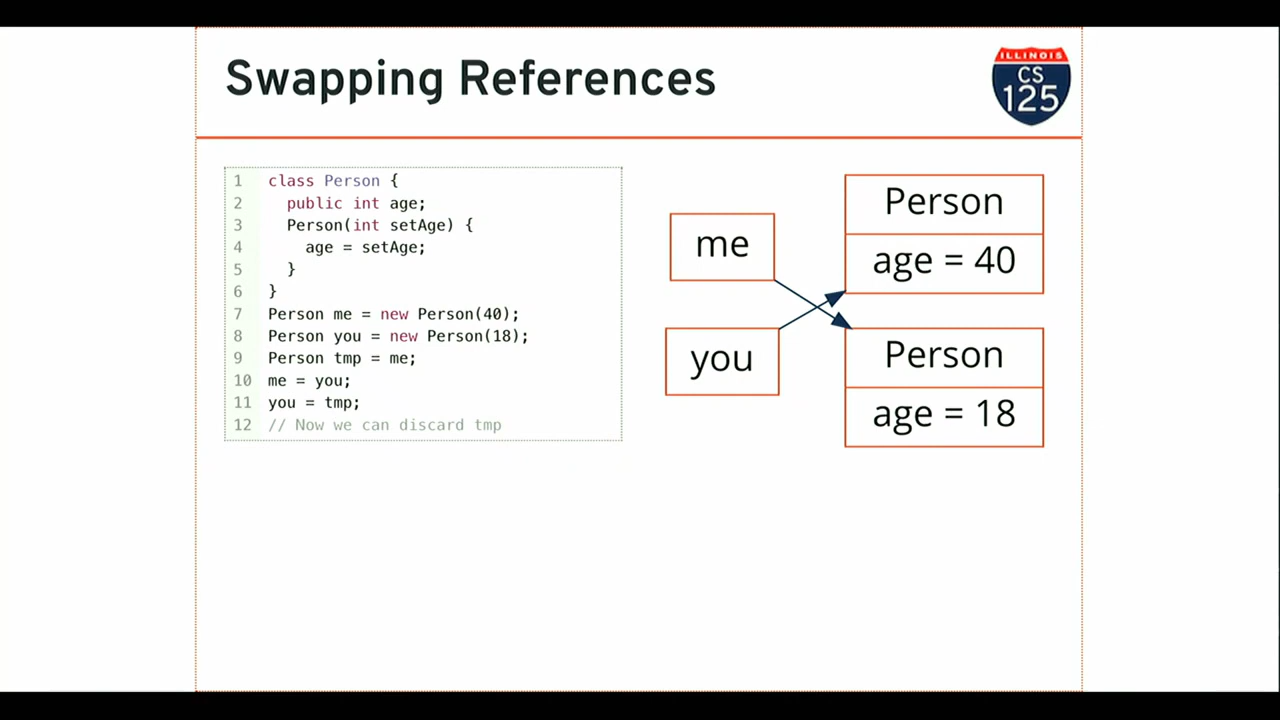 Swapping References
ILLINOIS
CS
125
1 class Person {
2   public int age;
3   Person(int setAge) {
4     age = setAge;
5   }
6 }
7 Person me = new Person(40);
8 Person you = new Person(18);
9 Person tmp = me;
10 me = you;
11 you = tmp;
12 // Now we can discard tmp
me
you
Person
age = 40
Person
age = 18